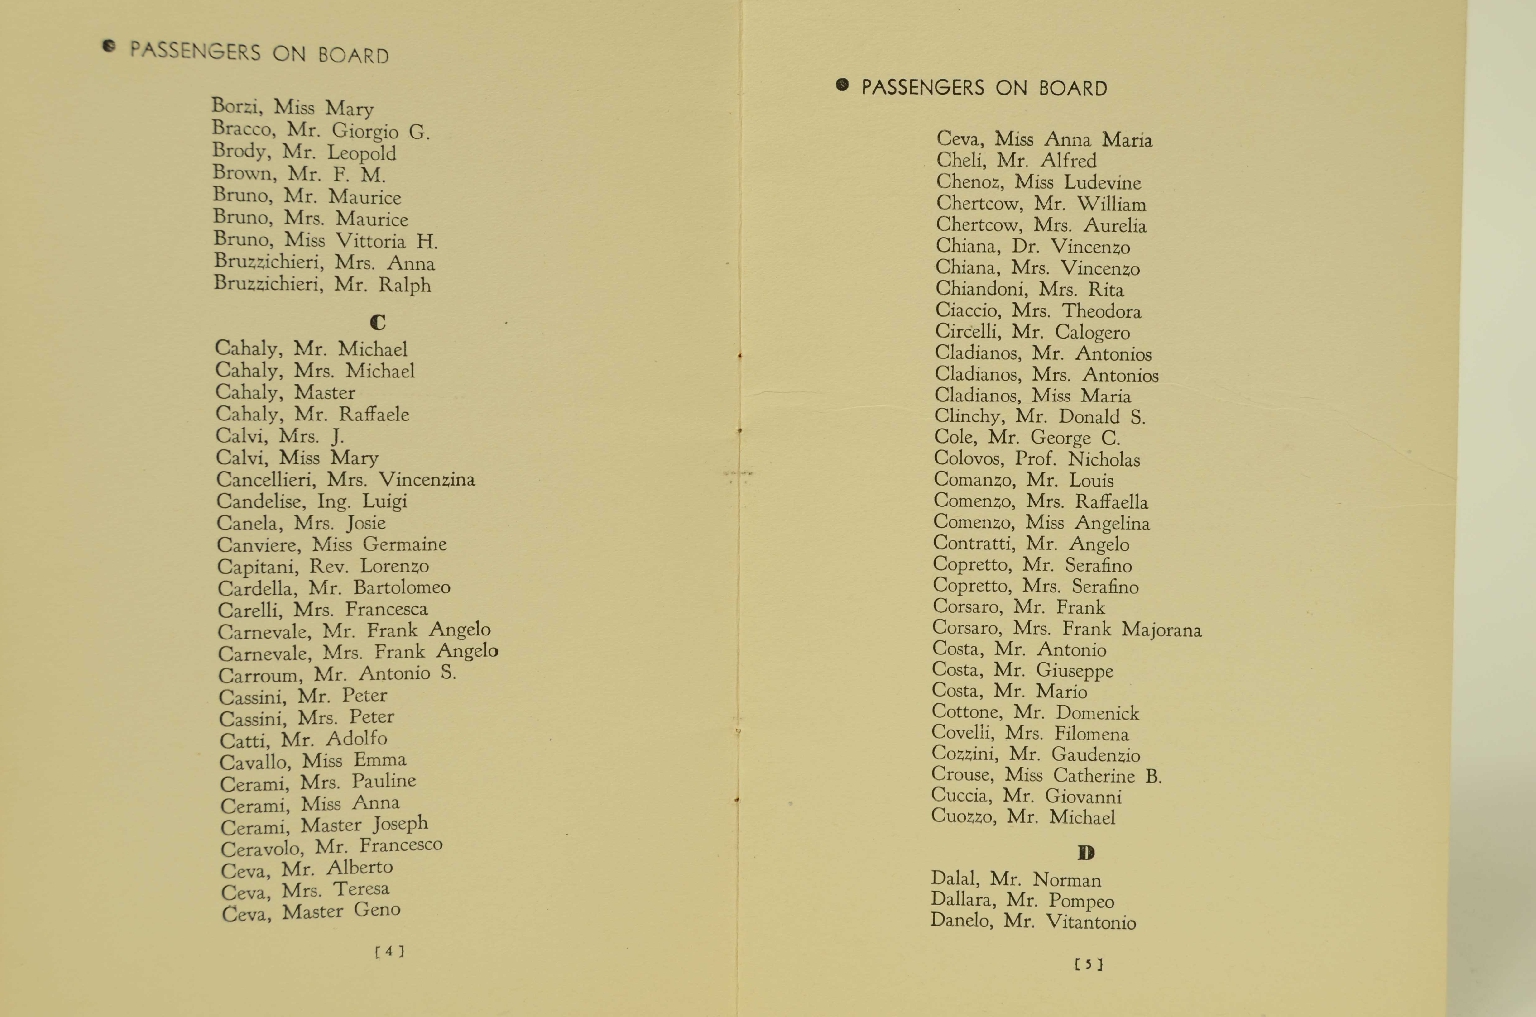 PASSENGERS ON BOARD
Borzi, Miss Mary
Bracco, Mr. Giorgio G.
Brody, Mr. Leopold
Brown, Mr. F. M.
Bruno, Mr. Maurice
Bruno, Mrs. Maurice
Bruno, Miss Vittoria H.
Bruzzichieri, Mrs. Anna
Bruzzichieri, Mr. Ralph
C
Cahaly, Mr. Michael
Cahaly, Mrs. Michael
Cahaly, Master
Cahaly, Mr. Raffaele
Calvi, Mrs. J.
Calvi, Miss Mary
Cancellieri, Mrs. Vincenzina
Candelise, Ing. Luigi
Canela, Mrs. Josie
Canviere, Miss Germaine
Capitani, Rev. Lorenzo
Cardella, Mr. Bartolomeo
Carelli, Mrs. Francesca
Carnevale, Mr. Frank Angelo
Carnevale, Mrs. Frank Angelo
Carroum, Mr. Antonio S.
Cassini, Mr. Peter
Cassini, Mrs. Peter
Catti, Mr. Adolfo
Cavallo, Miss Emma
Cerami, Mrs. Pauline
Cerami, Miss Anna
Cerami, Master Joseph
Ceravolo, Mr. Francesco
Ceva, Mr. Alberto
Ceva, Mrs. Teresa
Ceva, Master Geno
[4]
PASSENGERS ON BOARD
Ceva, Miss Anna Maria
Cheli, Mr. Alfred
Chenoz, Miss Ludevine
Chertcow, Mr. William
Chertcow, Mrs. Aurelia
Chiana, Dr. Vincenzo
Chiana, Mrs. Vincenzo
Chiandoni, Mrs. Rita
Ciaccio, Mrs. Theodora
Circelli, Mr. Calogero
Cladianos, Mr. Antonios
Cladianos, Mrs. Antonios
Cladianos, Miss Maria
Clinchy, Mr. Donald S.
Cole, Mr. George C.
Colovos, Prof. Nicholas
Comanzo, Mr. Louis
Comenzo, Mrs. Raffaella
Comenzo, Miss Angelina
Contratti, Mr. Angelo
Copretto, Mr. Serafino
Copretto, Mrs. Serafino
Corsaro, Mr. Frank
Corsaro, Mrs. Frank Majorana
Costa, Mr. Antonio
Costa, Mr. Giuseppe
Costa, Mr. Mario
Cottone, Mr. Domenick
Covelli, Mrs. Filomena
Cozzini, Mr. Gaudenzio
Crouse, Miss Catherine B.
Cuccia, Mr. Giovanni
Cuozzo, Mr. Michael
D
Dalal, Mr. Norman
Dallara, Mr. Pompeo
Danelo, Mr. Vitantonio
[5]